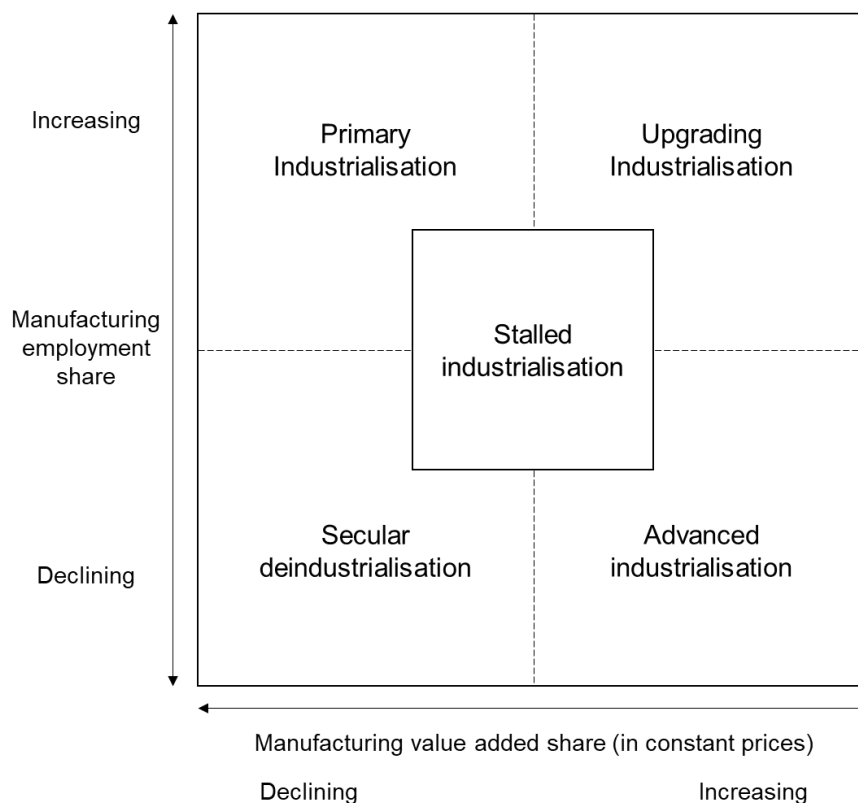 Increasing
Primary
Industrialisation
Upgrading
Industrialisation
Manufacturing
employment
share
Stalled
industrialisation
Declining
Secular
deindustrialisation
Advanced
industrialisation
Manufacturing value added share (in constant prices)
Declining
Increasing